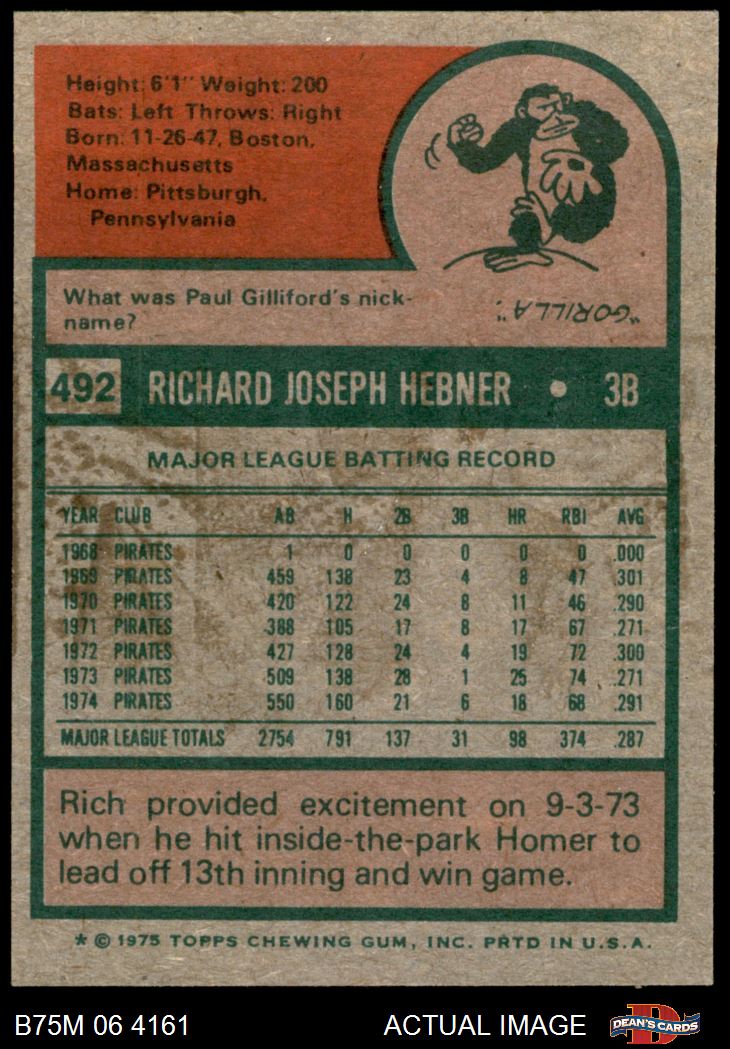 Height: 6'1" Weight: 200
Bats: Left Throws: Right
Born: 11-26-47, Boston,
Massachusetts
Home: Pittsburgh,
Pennsylvania
What was Paul Gilliford's nick-
name?
"GORILLA".
492 RICHARD JOSEPH HEBNER • 3B
MAJOR LEAGUE BATTING RECORD
YEAR CLUB AB H 2B 3B HR RBI AVG
1968 PIRATES 1 0 0 0 0 0 .000
1969 PIRATES 459 138 23 4 8 47 .301
1970 PIRATES 420 122 24 8 11 46 .290
1971 PIRATES 388 105 17 8 17 67 .271
1972 PIRATES 427 128 24 4 19 72 .300
1973 PIRATES 509 138 28 1 25 74 .271
1974 PIRATES 550 160 21 6 18 68 .291
MAJOR LEAGUE TOTALS 2754 791 137 31 98 374 .287
Rich provided excitement on 9-3-73
when he hit inside-the-park Homer to
lead off 13th inning and win game.
* © 1975 TOPPS CHEWING GUM, INC. PRTD IN U.S.A.
B75M 06 4161 ACTUAL IMAGE DEAN'S CARDS